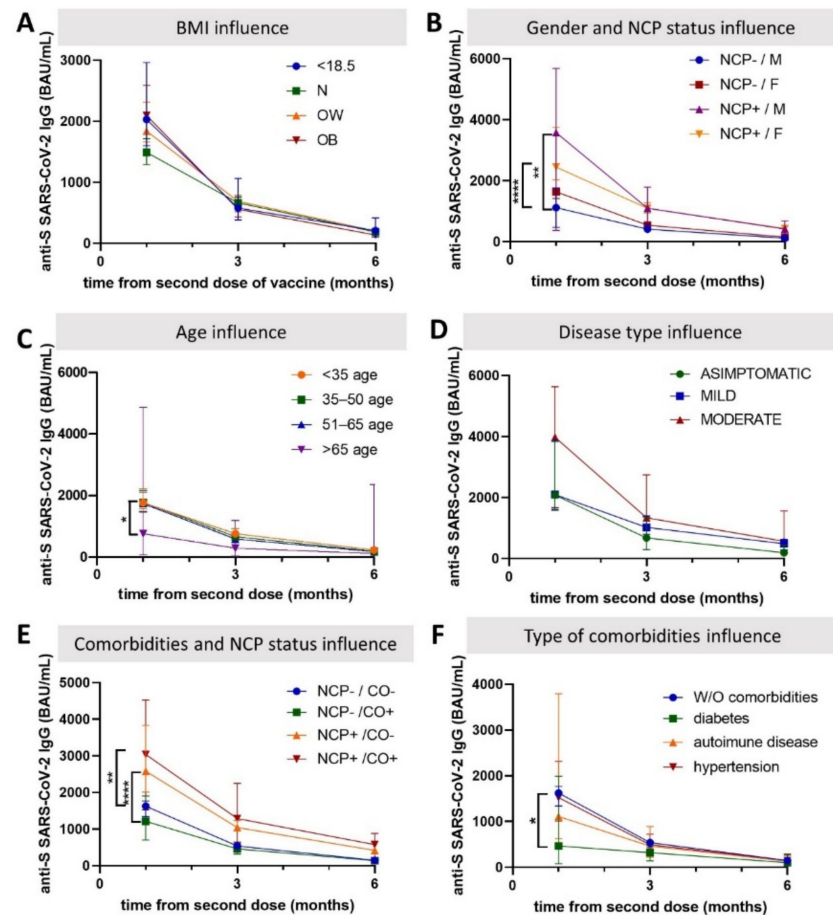 A
BMI influence
anti-S SARS-CoV-2 IgG (BAU/mL)
3000
2000
1000
0
<18.5
N
OW
OB
0
3
6
time from second dose of vaccine (months)
B
Gender and NCP status influence
anti-S SARS-CoV-2 IgG (BAU/mL)
6000
4000
2000
0
NCP- / M
NCP- / F
NCP+ / M
NCP+ / F
****
**
0
3
6
time from second dose (months)
C
Age influence
anti-S SARS-CoV-2 IgG (BAU/mL)
6000
4000
2000
0
<35 age
35–50 age
51–65 age
>65 age
*
0
3
6
time from second dose (months)
D
Disease type influence
anti-S SARS-CoV-2 IgG (BAU/mL)
6000
4000
2000
0
ASIMPTOMATIC
MILD
MODERATE
0
3
6
time from second dose (months)
E
Comorbidities and NCP status influence
anti-S SARS-CoV-2 IgG (BAU/mL)
5000
4000
3000
2000
1000
0
NCP- / CO-
NCP- /CO+
NCP+ /CO-
NCP+ /CO+
**
****
0
3
6
time from second dose (months)
F
Type of comorbidities influence
anti-S SARS-CoV-2 IgG (BAU/mL)
4000
3000
2000
1000
0
W/O comorbidities
diabetes
autoimune disease
hypertension
*
0
3
6
time from second dose (months)